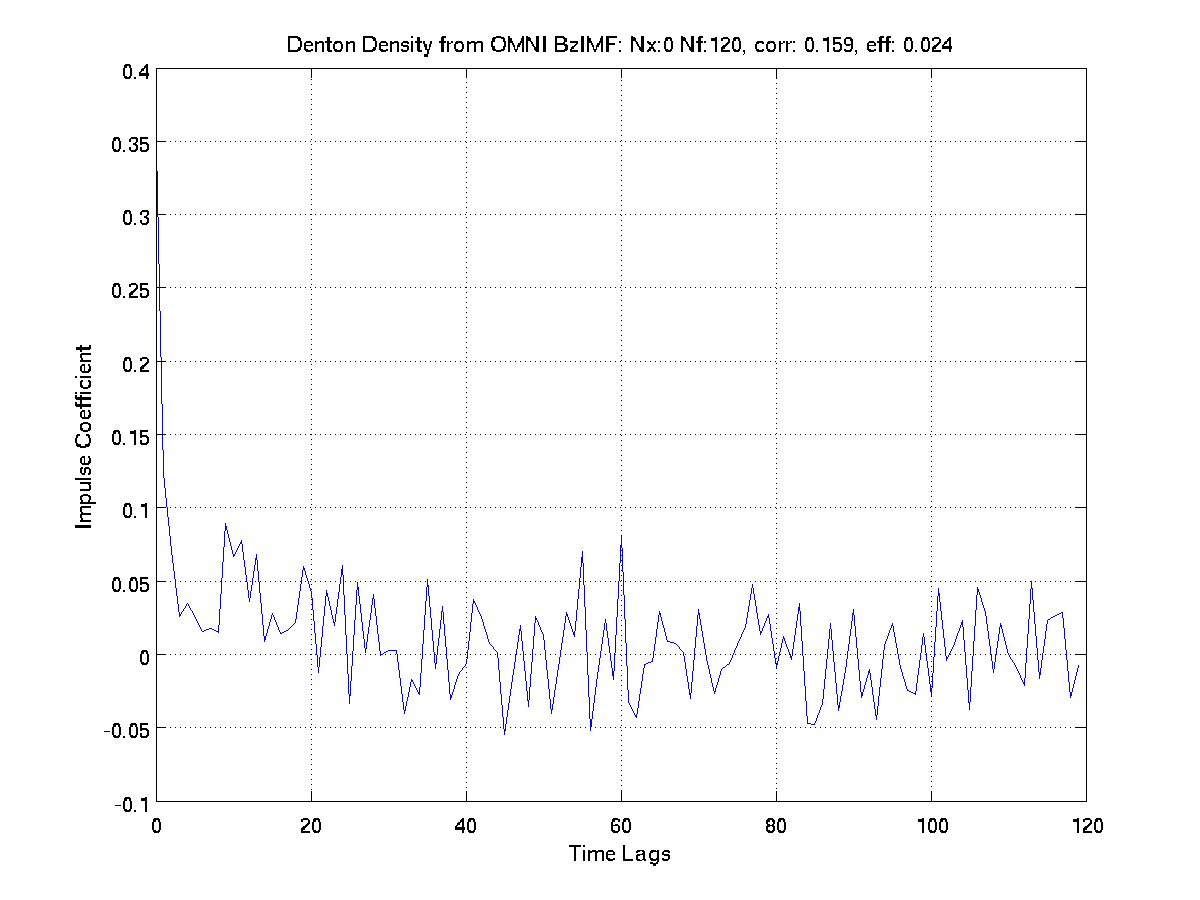 Denton Density from OMNI BzIMF: Nx:0 Nf:120, corr: 0.159, eff: 0.024
0.4
0.35
0.3
0.25
0.2
0.15
0.1
0.05
0
-0.05
-0.1
Impulse Coefficient
0 20 40 60 80 100 120
Time Lags